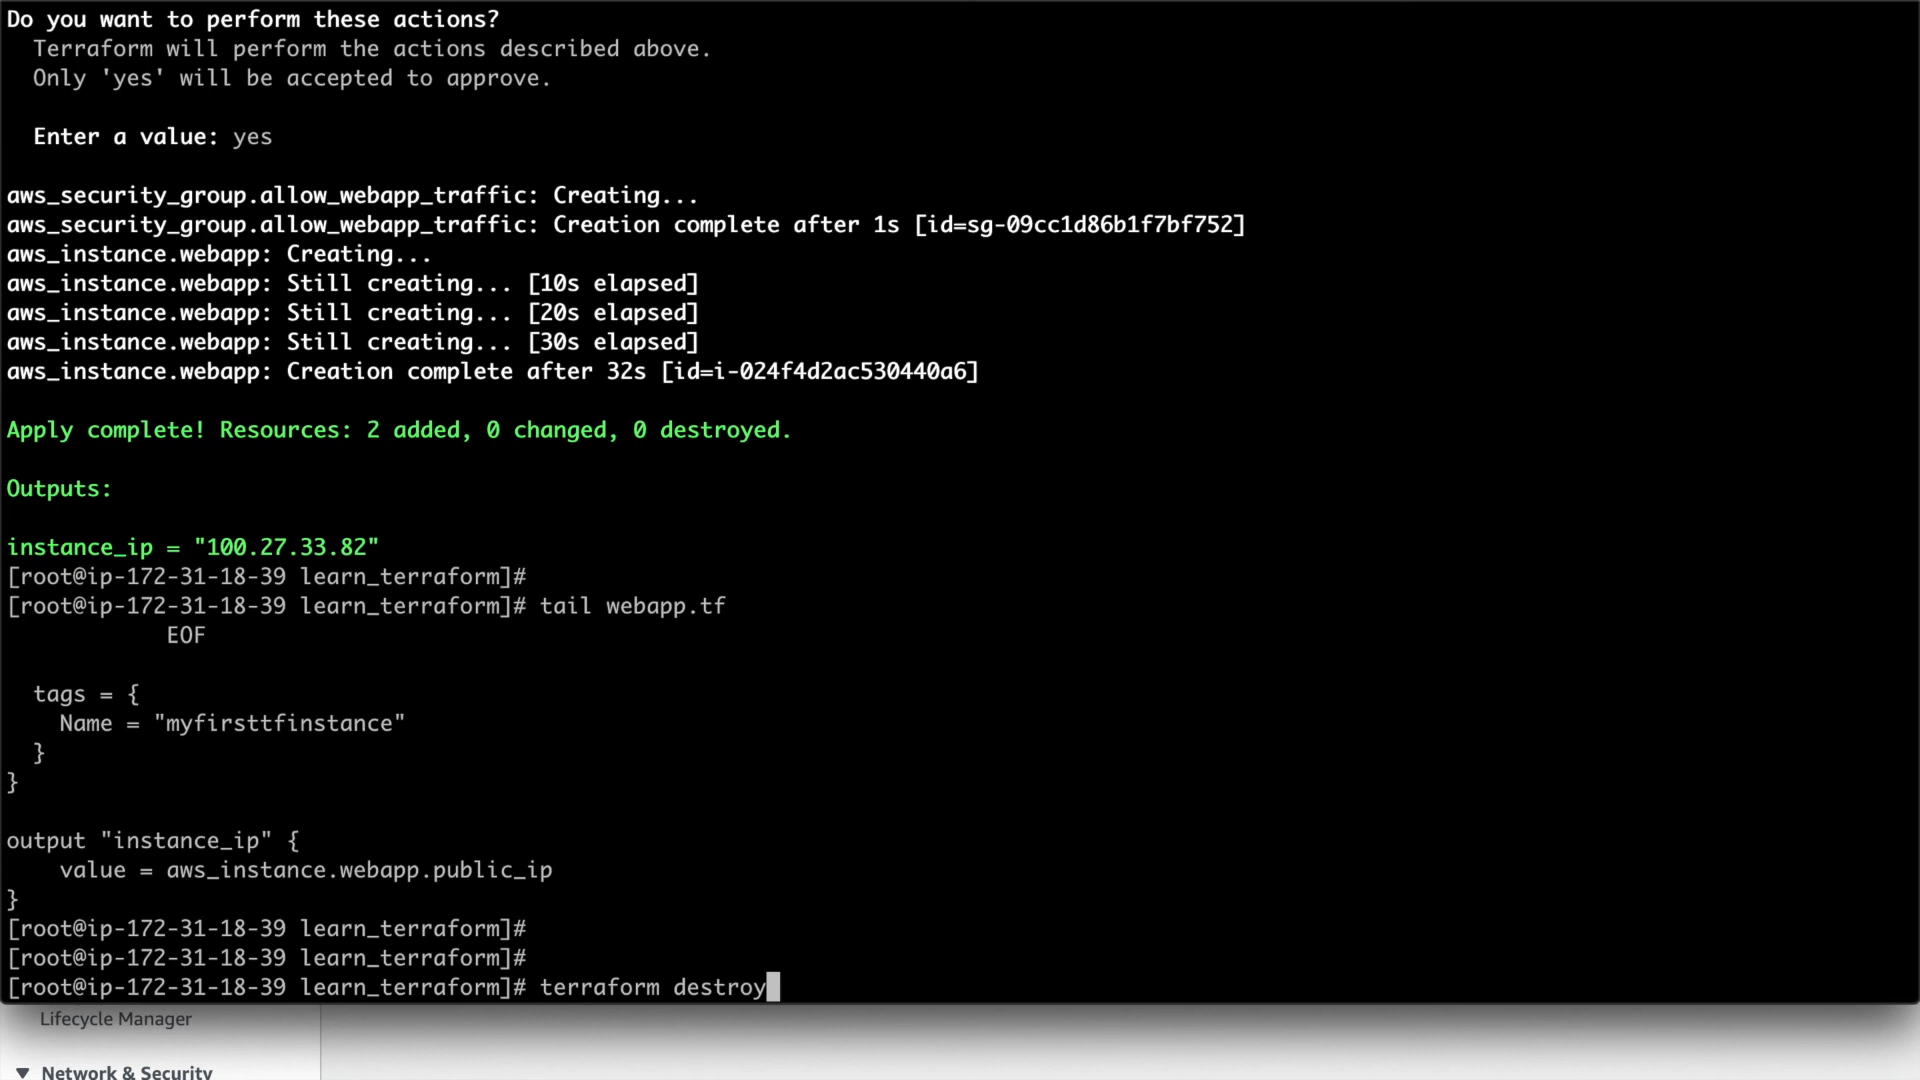 Do you want to perform these actions?
  Terraform will perform the actions described above.
  Only 'yes' will be accepted to approve.

  Enter a value: yes

aws_security_group.allow_webapp_traffic: Creating...
aws_security_group.allow_webapp_traffic: Creation complete after 1s [id=sg-09cc1d86b1f7bf752]
aws_instance.webapp: Creating...
aws_instance.webapp: Still creating... [10s elapsed]
aws_instance.webapp: Still creating... [20s elapsed]
aws_instance.webapp: Still creating... [30s elapsed]
aws_instance.webapp: Creation complete after 32s [id=i-024f4d2ac530440a6]

Apply complete! Resources: 2 added, 0 changed, 0 destroyed.

Outputs:

instance_ip = "100.27.33.82"
[root@ip-172-31-18-39 learn_terraform]#
[root@ip-172-31-18-39 learn_terraform]# tail webapp.tf
            EOF

  tags = {
    Name = "myfirsttfinstance"
  }
}

output "instance_ip" {
    value = aws_instance.webapp.public_ip
}
[root@ip-172-31-18-39 learn_terraform]#
[root@ip-172-31-18-39 learn_terraform]#
[root@ip-172-31-18-39 learn_terraform]# terraform destroy
Lifecycle Manager
▼ Network & Security